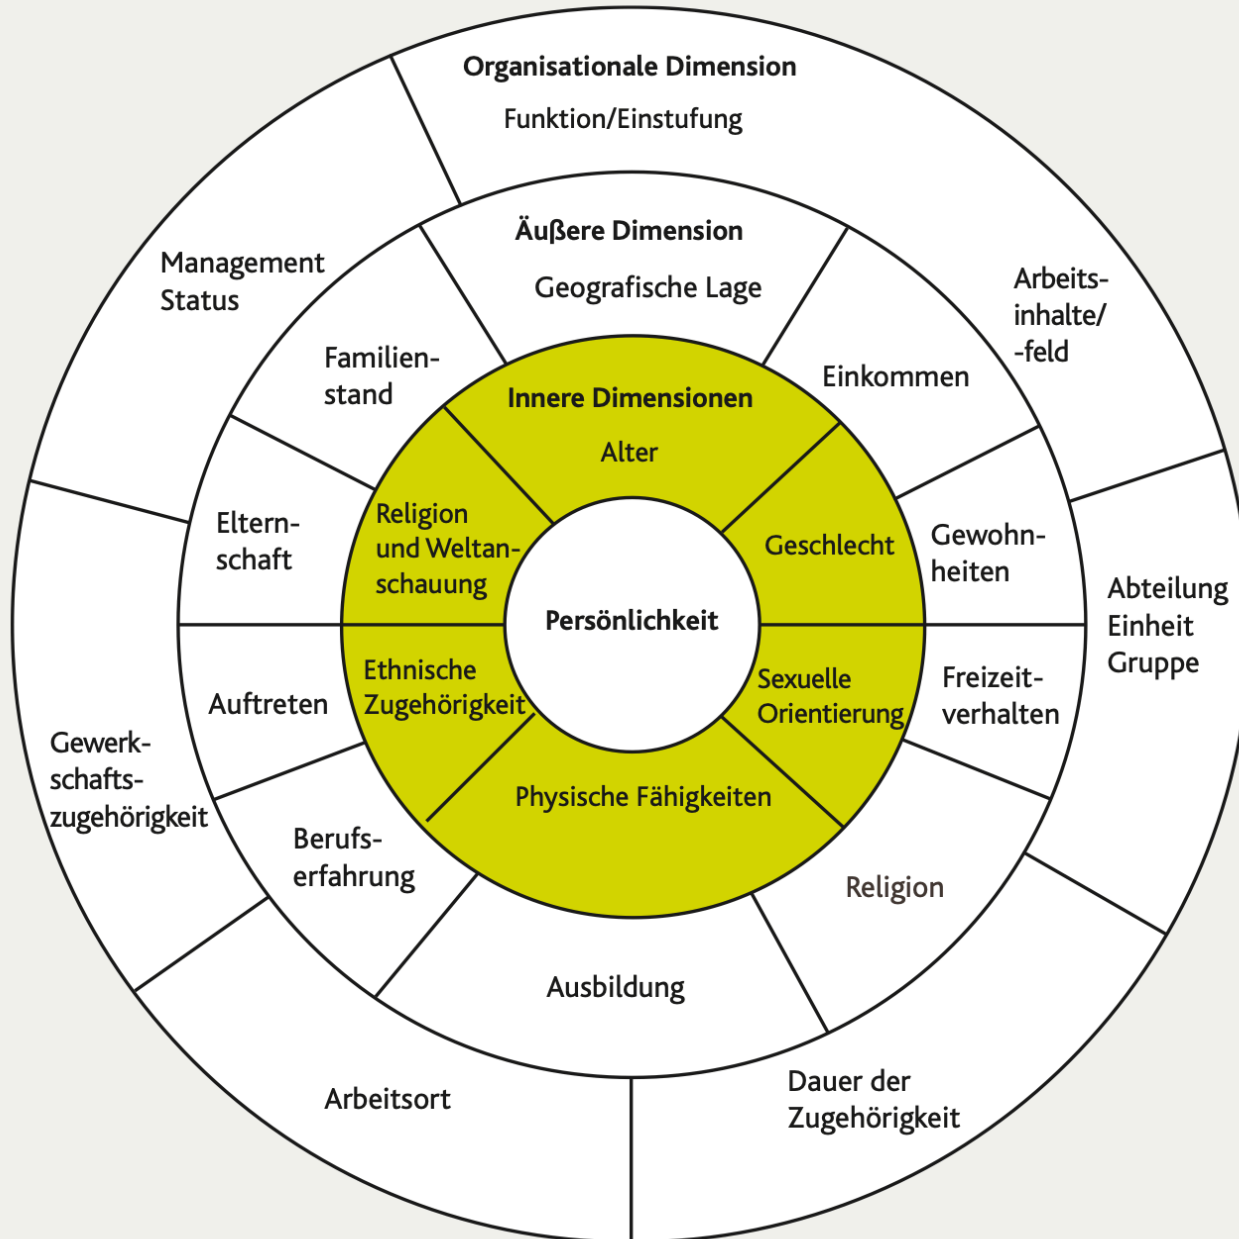 Organisationale Dimension
Funktion/Einstufung
Management
Status
Arbeits-
inhalte/
-feld
Abteilung
Einheit
Gruppe
Dauer der
Zugehörigkeit
Arbeitsort
Gewerk-
schafts-
zugehörigkeit
Äußere Dimension
Geografische Lage
Einkommen
Gewohn-
heiten
Freizeit-
verhalten
Religion
Ausbildung
Berufs-
erfahrung
Auftreten
Eltern-
schaft
Familien-
stand
Innere Dimensionen
Alter
Geschlecht
Sexuelle
Orientierung
Physische Fähigkeiten
Ethnische
Zugehörigkeit
Religion
und Weltan-
schauung
Persönlichkeit